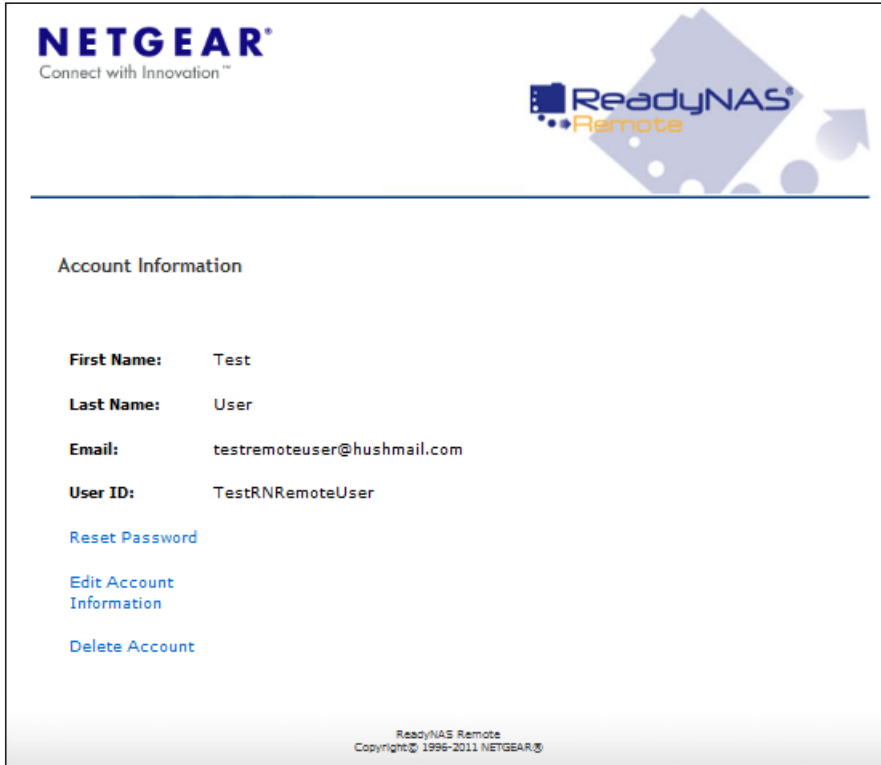 NETGEAR®
Connect with Innovation™
ReadyNAS®
Remote
Account Information
First Name: Test
Last Name: User
Email: testremoteuser@hushmail.com
User ID: TestRNRemoteUser
Reset Password
Edit Account
Information
Delete Account
ReadyNAS Remote
Copyright© 1996-2011 NETGEAR®